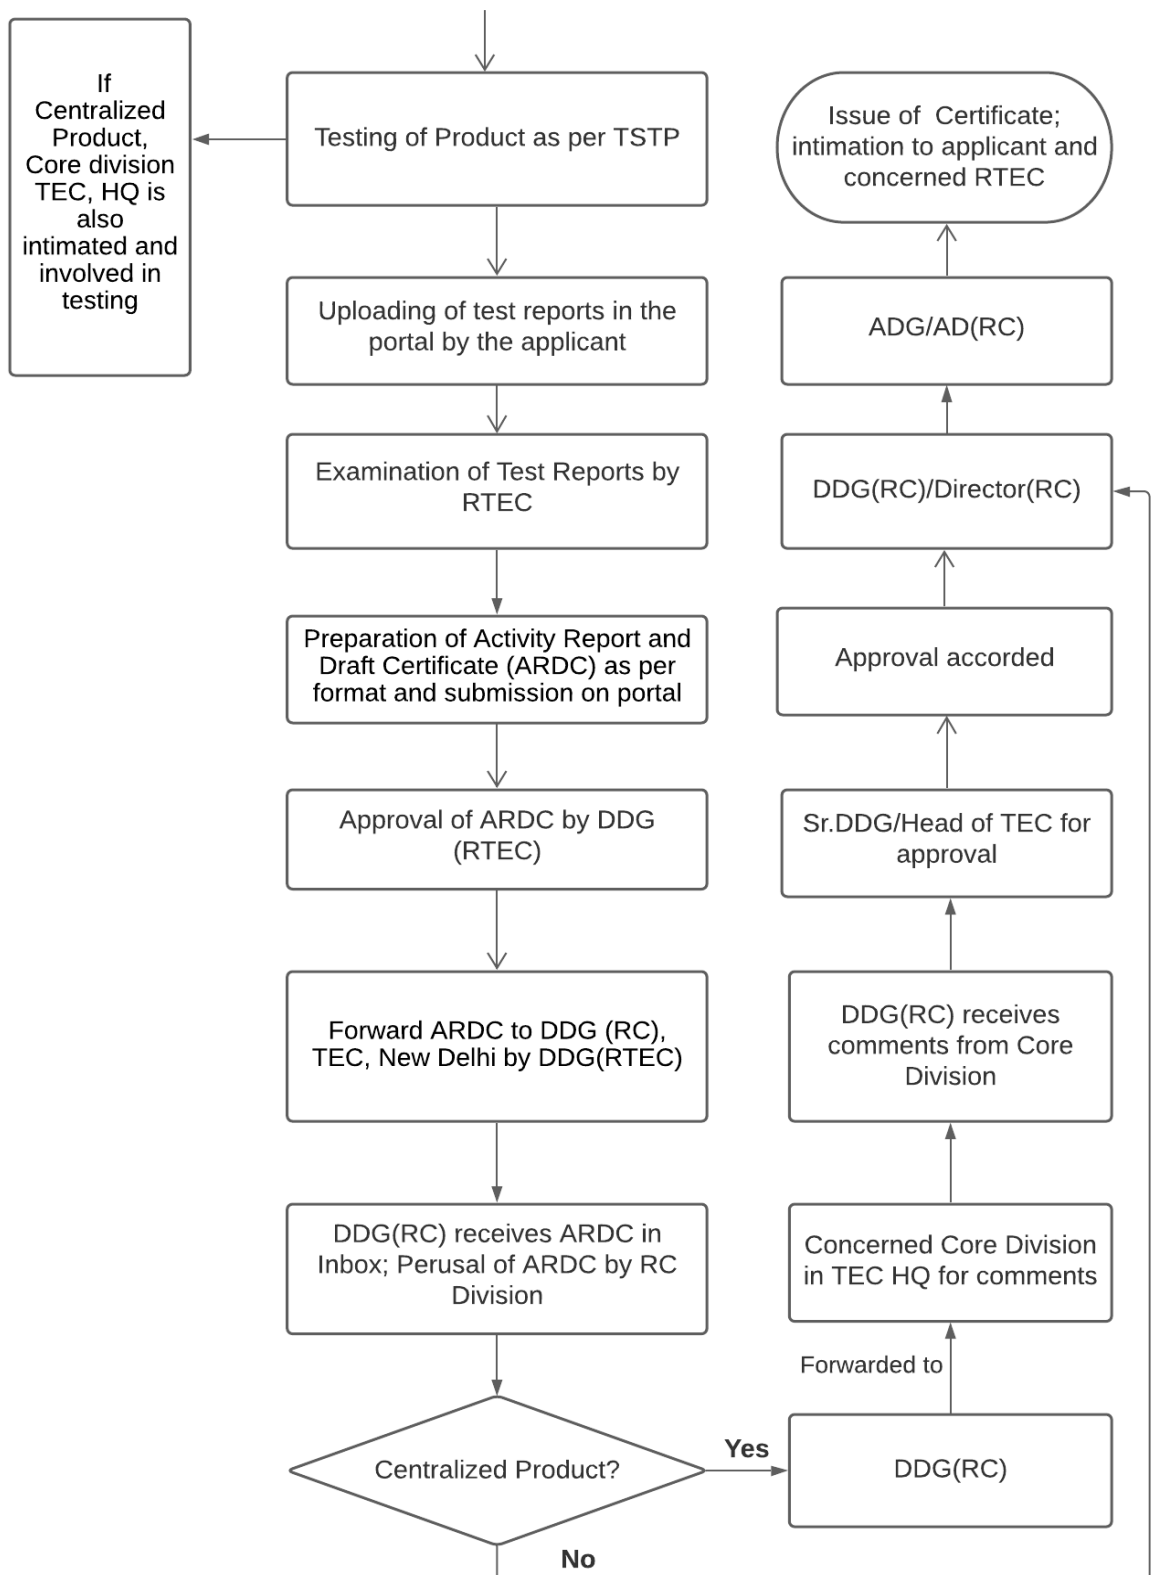 If
Centralized
Product,
Core division
TEC, HQ is
also
intimated and
involved in
testing
Testing of Product as per TSTP
Uploading of test reports in the
portal by the applicant
Examination of Test Reports by
RTEC
Preparation of Activity Report and
Draft Certificate (ARDC) as per
format and submission on portal
Approval of ARDC by DDG
(RTEC)
Forward ARDC to DDG (RC),
TEC, New Delhi by DDG(RTEC)
DDG(RC) receives ARDC in
Inbox; Perusal of ARDC by RC
Division
Centralized Product?
Yes
No
DDG(RC)
Forwarded to
Concerned Core Division
in TEC HQ for comments
DDG(RC) receives
comments from Core
Division
Sr.DDG/Head of TEC for
approval
Approval accorded
DDG(RC)/Director(RC)
ADG/AD(RC)
Issue of  Certificate;
intimation to applicant and
concerned RTEC